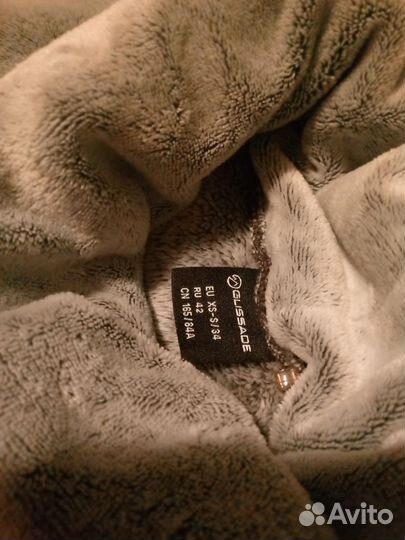 GLISSADE
EU XS-S/34
RU 42
CN 165/84A
Avito